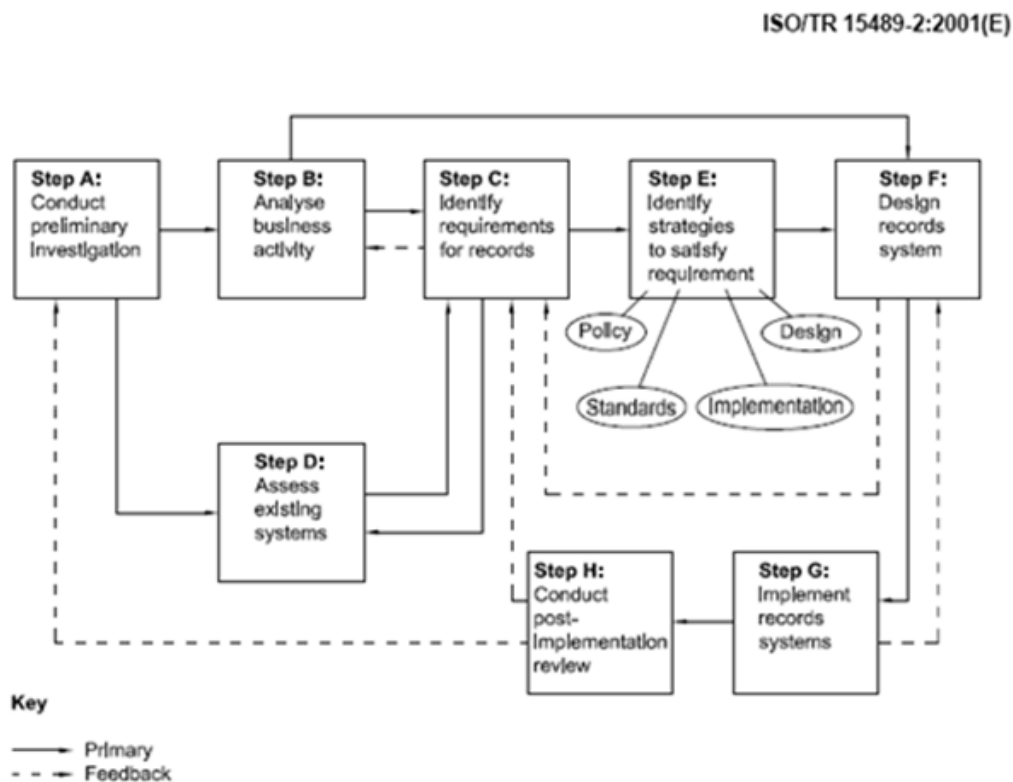 ISO/TR 15489-2:2001(E)
Step A:
Conduct
preliminary
investigation
Step B:
Analyse
business
activity
Step C:
Identify
requirements
for records
Step E:
Identify
strategies
to satisfy
requirement
Step F:
Design
records
system
Policy
Design
Standards
Implementation
Step D:
Assess
existing
systems
Step H:
Conduct
post-
Implementation
review
Step G:
Implement
records
systems
Key
Primary
Feedback